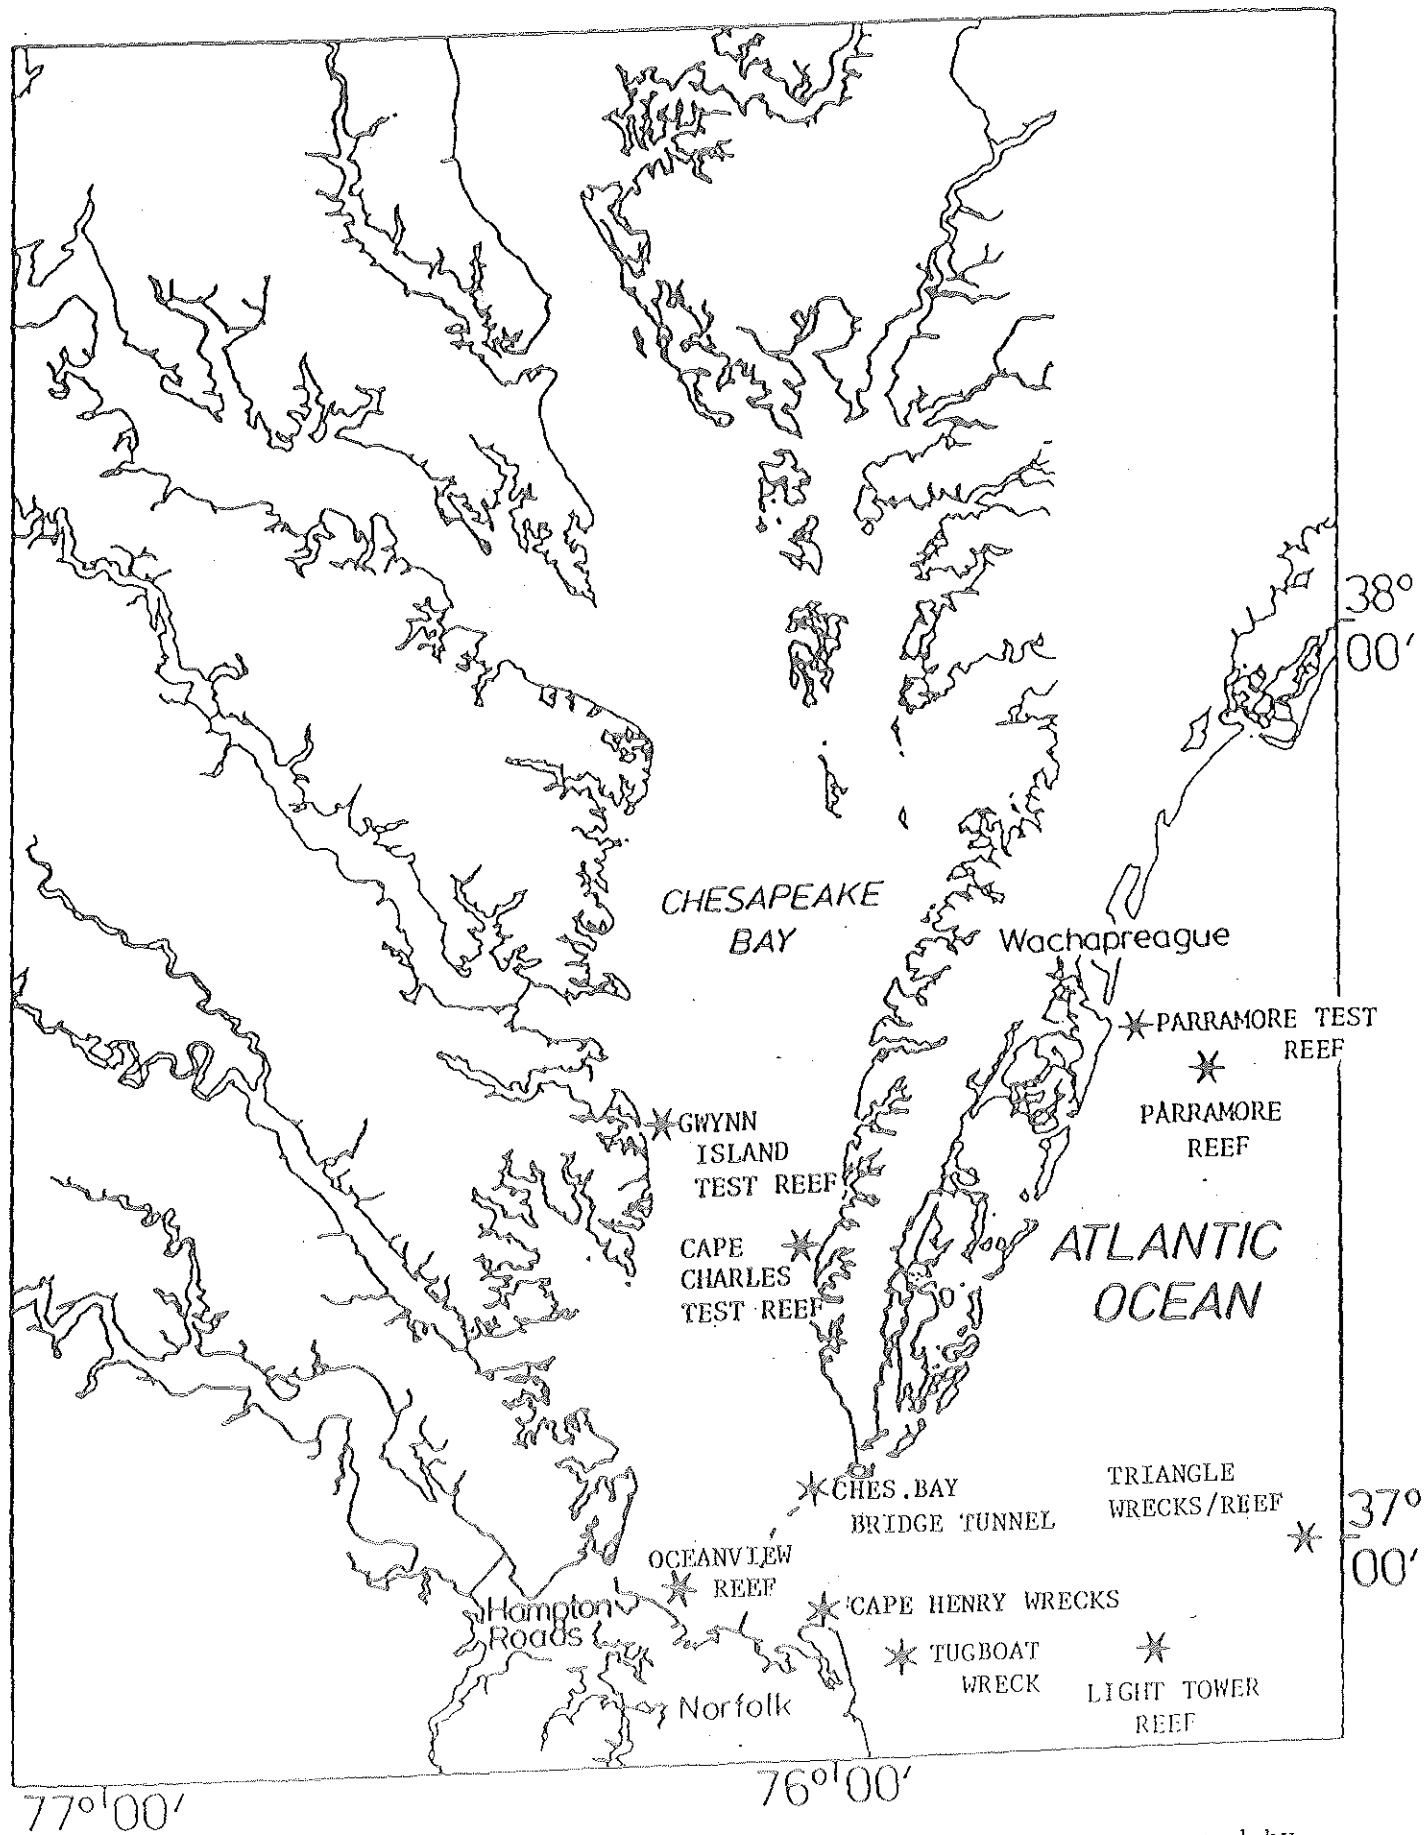 38°
00′
CHESAPEAKE
BAY
Wachapreague
PARRAMORE TEST
REEF
PARRAMORE
REEF
GWYNN
ISLAND
TEST REEF
CAPE
CHARLES
TEST REEF
ATLANTIC
OCEAN
CHES.BAY
BRIDGE TUNNEL
TRIANGLE
WRECKS/REEF
37°
00′
OCEANVIEW
REEF
CAPE HENRY WRECKS
Hampton
Roads
TUGBOAT
WRECK
LIGHT TOWER
REEF
Norfolk
77°00′
76°00′